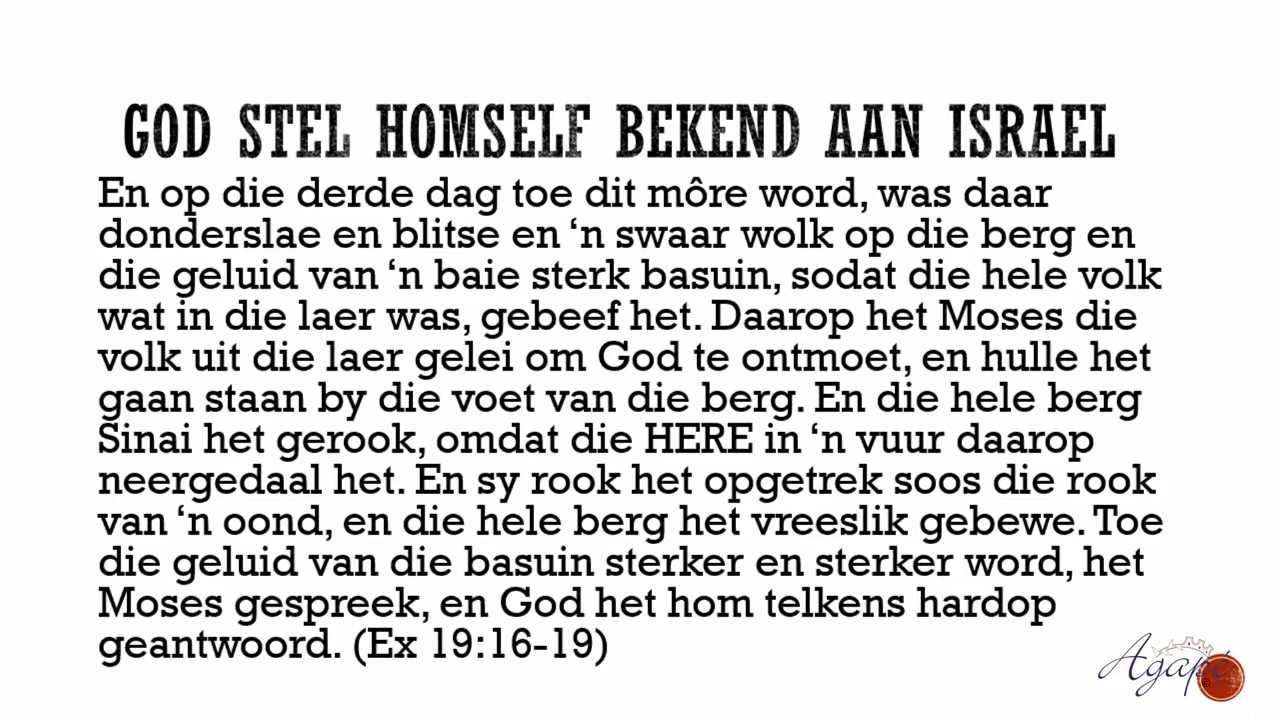 GOD STEL HOMSELF BEKEND AAN ISRAEL
En op die derde dag toe dit môre word, was daar
donderslae en blitse en ‘n swaar wolk op die berg en
die geluid van ‘n baie sterk basuin, sodat die hele volk
wat in die laer was, gebeef het. Daarop het Moses die
volk uit die laer gelei om God te ontmoet, en hulle het
gaan staan by die voet van die berg. En die hele berg
Sinai het gerook, omdat die HERE in ‘n vuur daarop
neergedaal het. En sy rook het opgetrek soos die rook
van ‘n oond, en die hele berg het vreeslik gebewe. Toe
die geluid van die basuin sterker en sterker word, het
Moses gespreek, en God het hom telkens hardop
geantwoord. (Ex 19:16-19)
Agapé